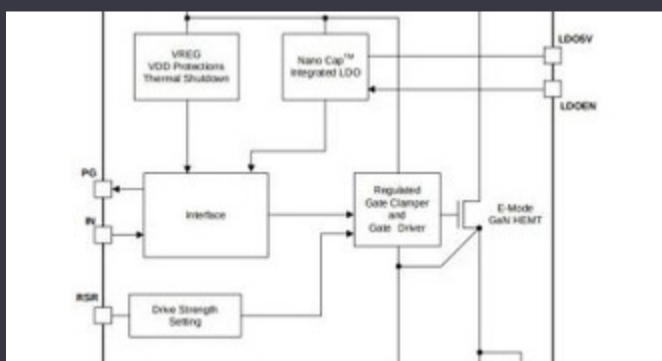 LDO5V
VREG
VDD Protections
Thermal Shutdown
Nano Cap™
Integrated LDO
LDOEN
PG
Regulated
Gate Clamper
and
Gate Driver
Interface
E-Mode
GaN HEMT
IN
RSR
Drive Strength
Setting